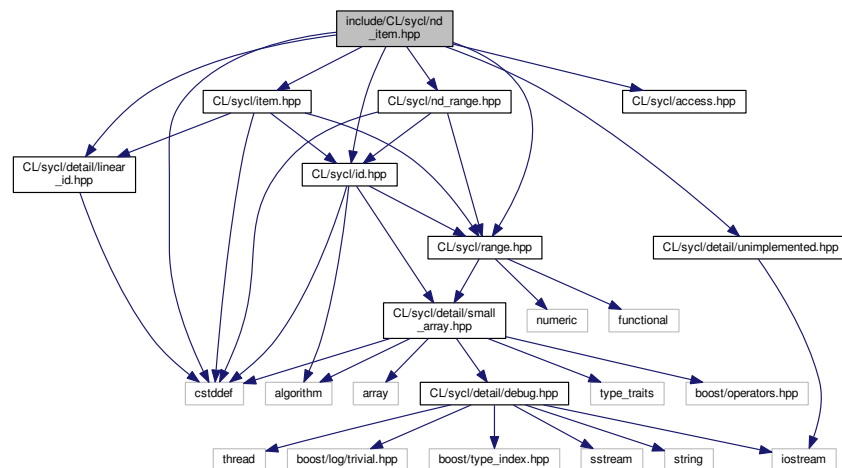 include/CL/sycl/nd
_item.hpp
CL/sycl/item.hpp
CL/sycl/nd_range.hpp
CL/sycl/access.hpp
CL/sycl/detail/linear
_id.hpp
CL/sycl/id.hpp
CL/sycl/range.hpp
CL/sycl/detail/unimplemented.hpp
CL/sycl/detail/small
_array.hpp
numeric
functional
cstddef
algorithm
array
CL/sycl/detail/debug.hpp
type_traits
boost/operators.hpp
thread
boost/log/trivial.hpp
boost/type_index.hpp
sstream
string
iostream